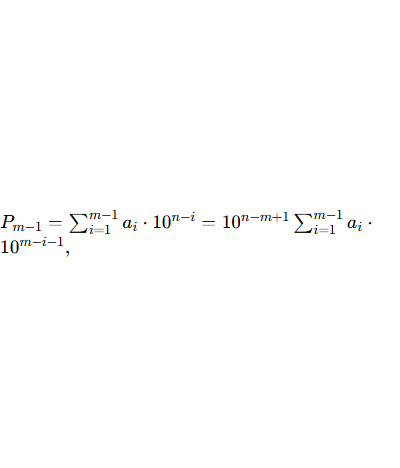 $P_{m-1} = \sum_{i=1}^{m-1} a_i \cdot 10^{n-i} = 10^{n-m+1} \sum_{i=1}^{m-1} a_i \cdot$
$10^{m-i-1},$